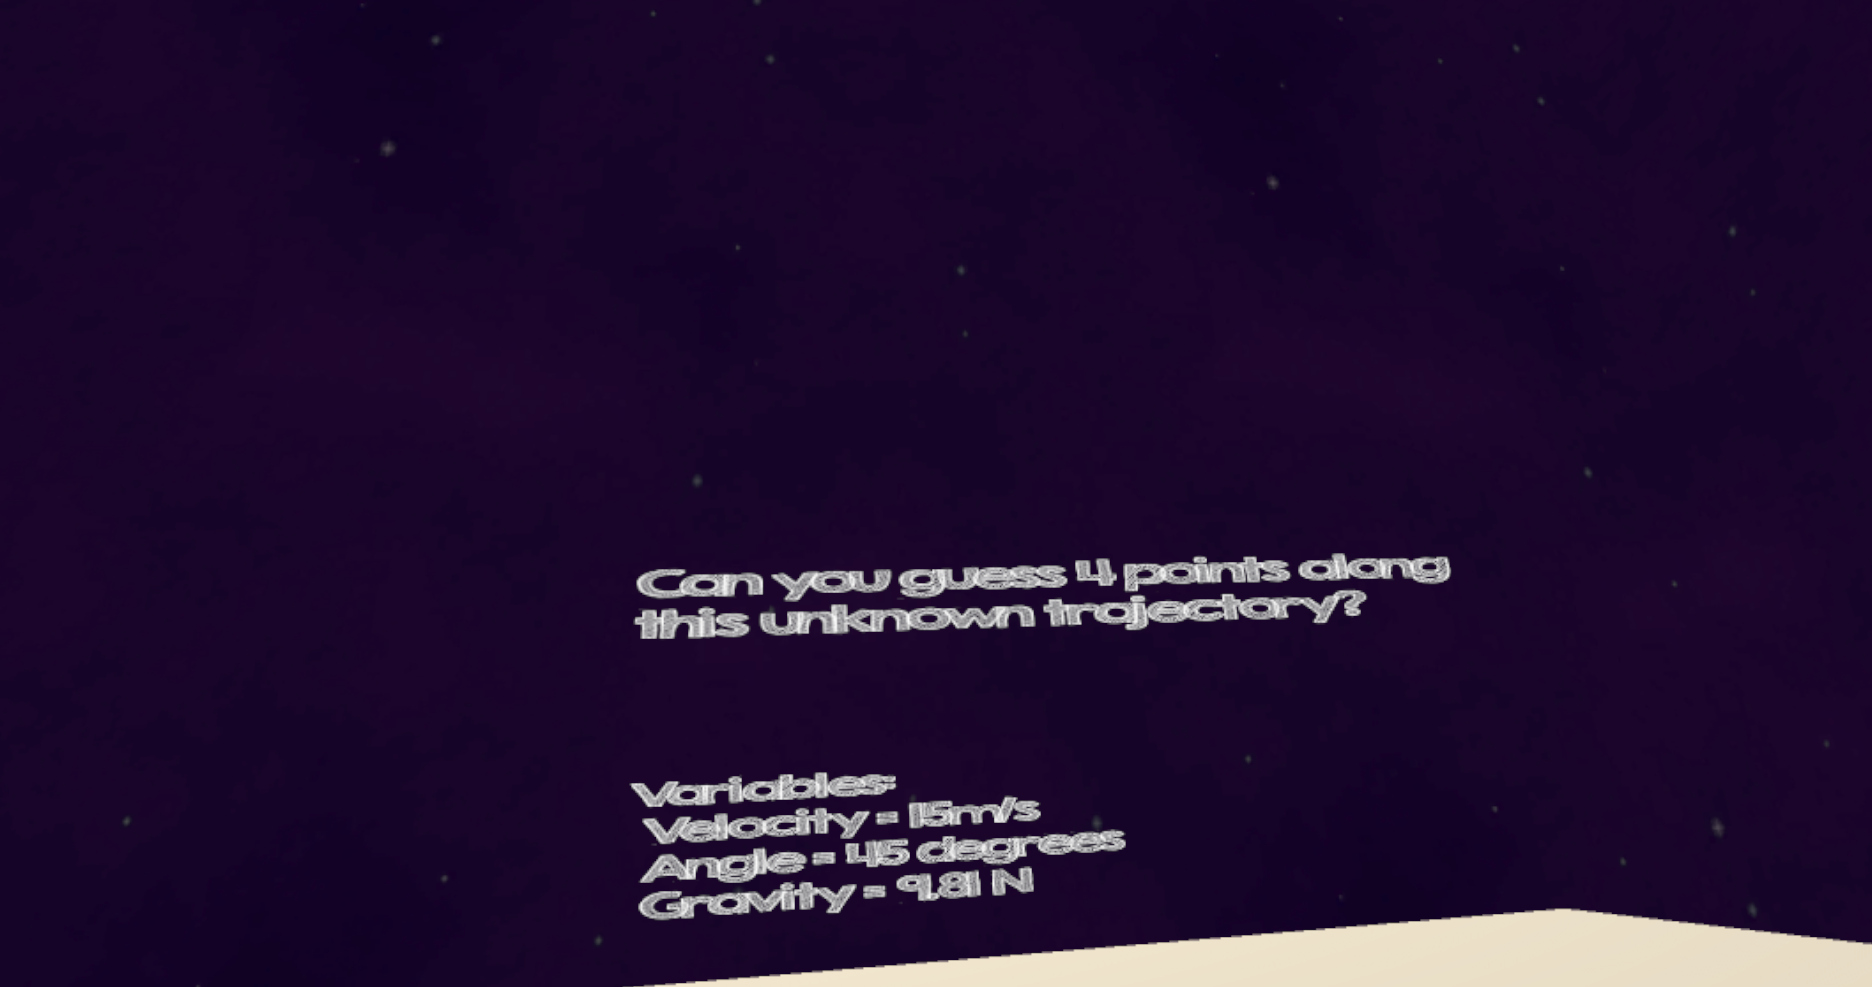 Can you guess 4 points along
this unknown trajectory?
Variables:
Velocity = 15m/s
Angle = 45 degrees
Gravity = 9.81 N